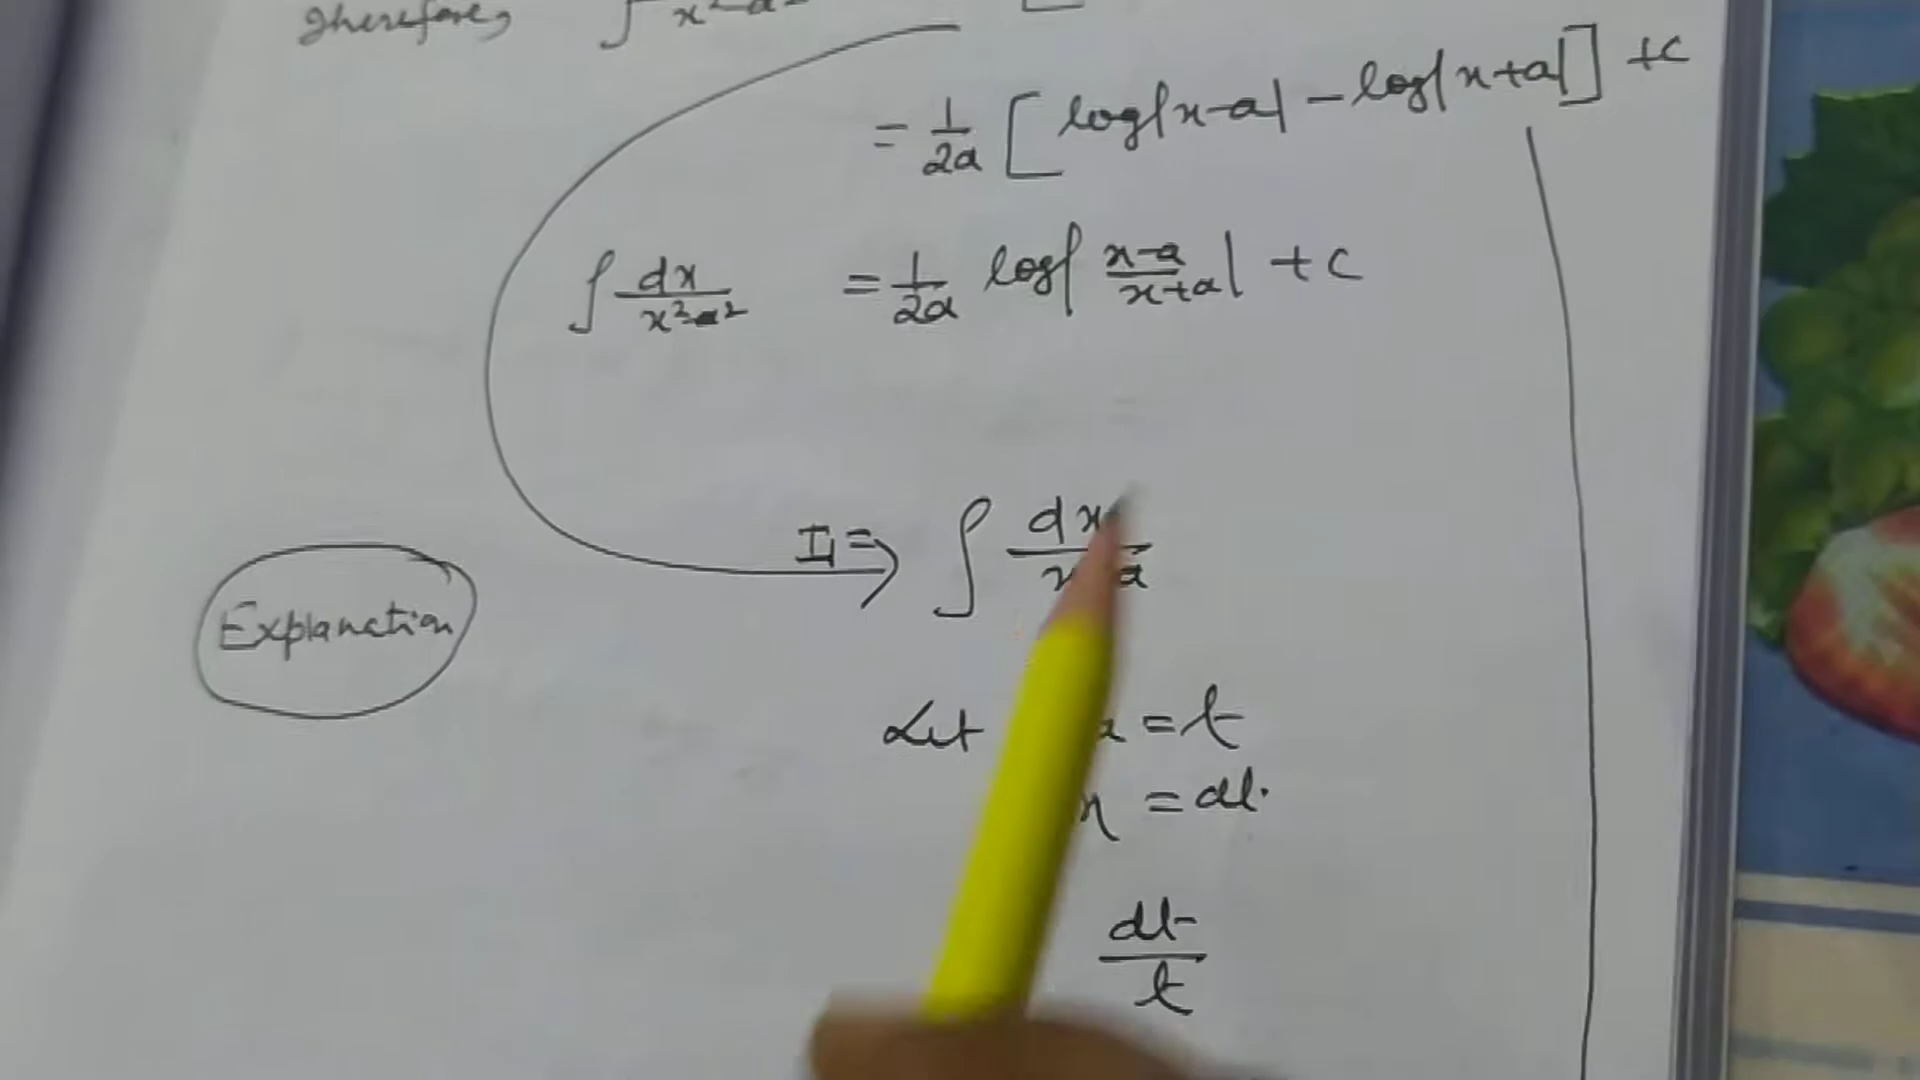 Therefore, ∫
= 1/2a [ log|x-a| - log|x+a| ] + c
∫ dx/x²-a² = 1/2a log| x-a/x+a | + c
I₁ = ∫ dx/x a
Explanation
Let = t
x = dt.
dt/t